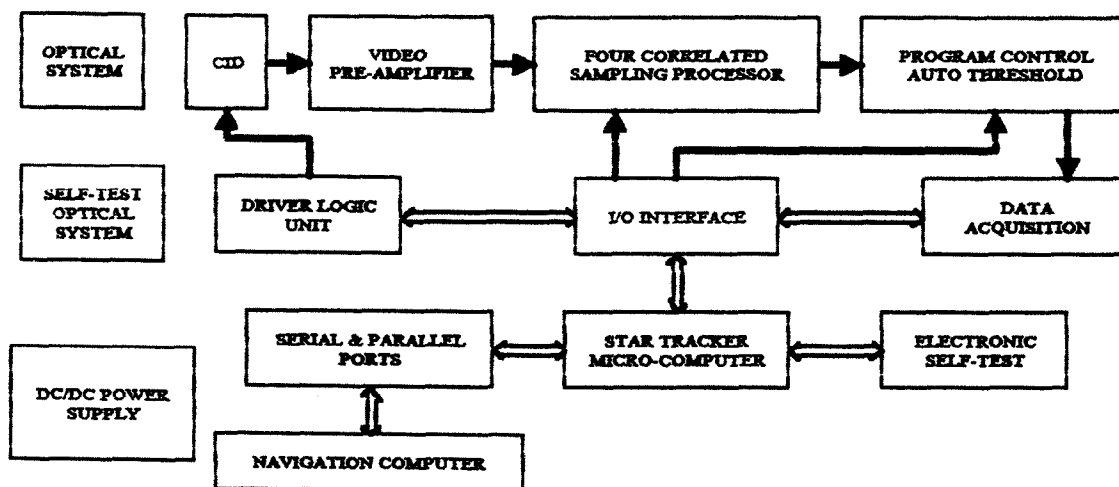 OPTICAL
SYSTEM
CID
VIDEO
PRE-AMPLIFIER
FOUR CORRELATED
SAMPLING PROCESSOR
PROGRAM CONTROL
AUTO THRESHOLD
SELF-TEST
OPTICAL
SYSTEM
DRIVER LOGIC
UNIT
I/O INTERFACE
DATA
ACQUISITION
SERIAL & PARALLEL
PORTS
STAR TRACKER
MICRO-COMPUTER
ELECTRONIC
SELF-TEST
DC/DC POWER
SUPPLY
NAVIGATION COMPUTER